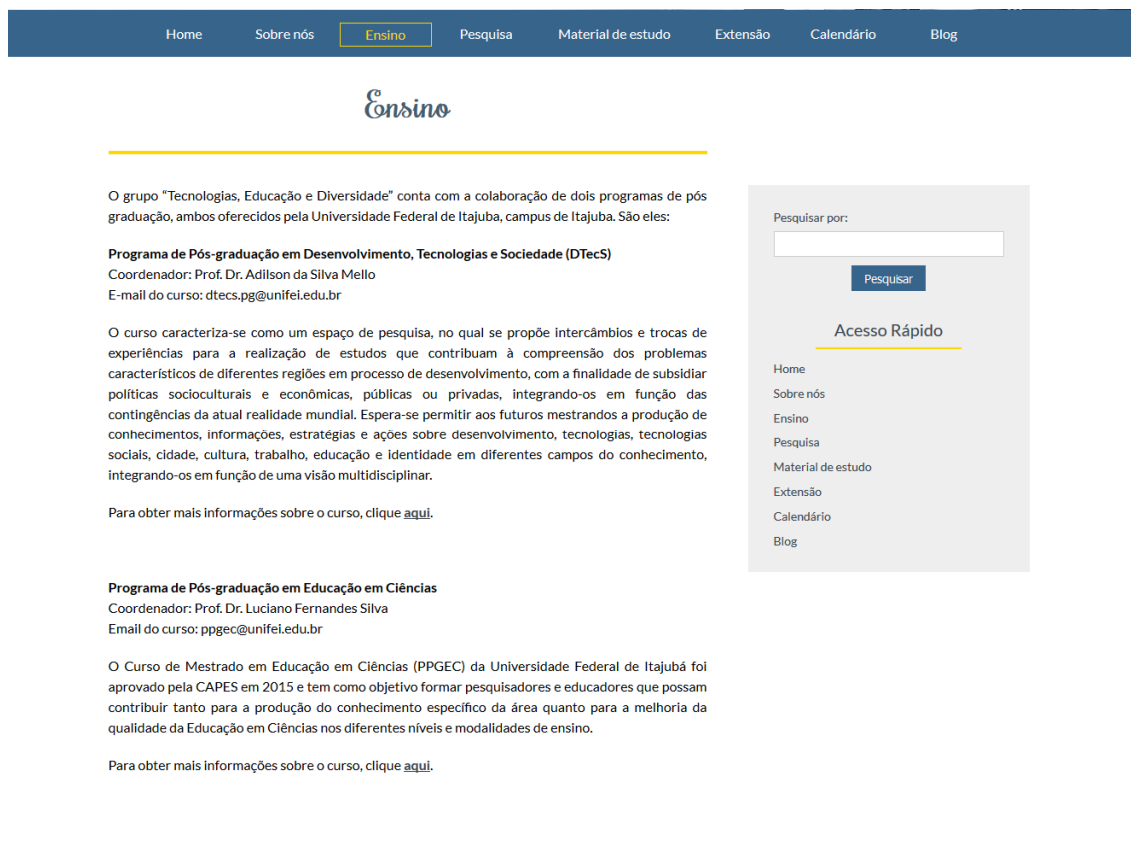 Home Sobre nós Ensino Pesquisa Material de estudo Extensão Calendário Blog
Ensino
O grupo “Tecnologias, Educação e Diversidade” conta com a colaboração de dois programas de pós
graduação, ambos oferecidos pela Universidade Federal de Itajuba, campus de Itajuba. São eles:
Programa de Pós-graduação em Desenvolvimento, Tecnologias e Sociedade (DTecS)
Coordenador: Prof. Dr. Adilson da Silva Mello
E-mail do curso: dtecs.pg@unifei.edu.br
O curso caracteriza-se como um espaço de pesquisa, no qual se propõe intercâmbios e trocas de
experiências para a realização de estudos que contribuam à compreensão dos problemas
característicos de diferentes regiões em processo de desenvolvimento, com a finalidade de subsidiar
políticas socioculturais e econômicas, públicas ou privadas, integrando-os em função das
contingências da atual realidade mundial. Espera-se permitir aos futuros mestrandos a produção de
conhecimentos, informações, estratégias e ações sobre desenvolvimento, tecnologias, tecnologias
sociais, cidade, cultura, trabalho, educação e identidade em diferentes campos do conhecimento,
integrando-os em função de uma visão multidisciplinar.
Para obter mais informações sobre o curso, clique aqui.
Programa de Pós-graduação em Educação em Ciências
Coordenador: Prof. Dr. Luciano Fernandes Silva
Email do curso: ppgec@unifei.edu.br
O Curso de Mestrado em Educação em Ciências (PPGEC) da Universidade Federal de Itajubá foi
aprovado pela CAPES em 2015 e tem como objetivo formar pesquisadores e educadores que possam
contribuir tanto para a produção do conhecimento específico da área quanto para a melhoria da
qualidade da Educação em Ciências nos diferentes níveis e modalidades de ensino.
Para obter mais informações sobre o curso, clique aqui.
Pesquisar por:
Pesquisar
Acesso Rápido
Home
Sobre nós
Ensino
Pesquisa
Material de estudo
Extensão
Calendário
Blog